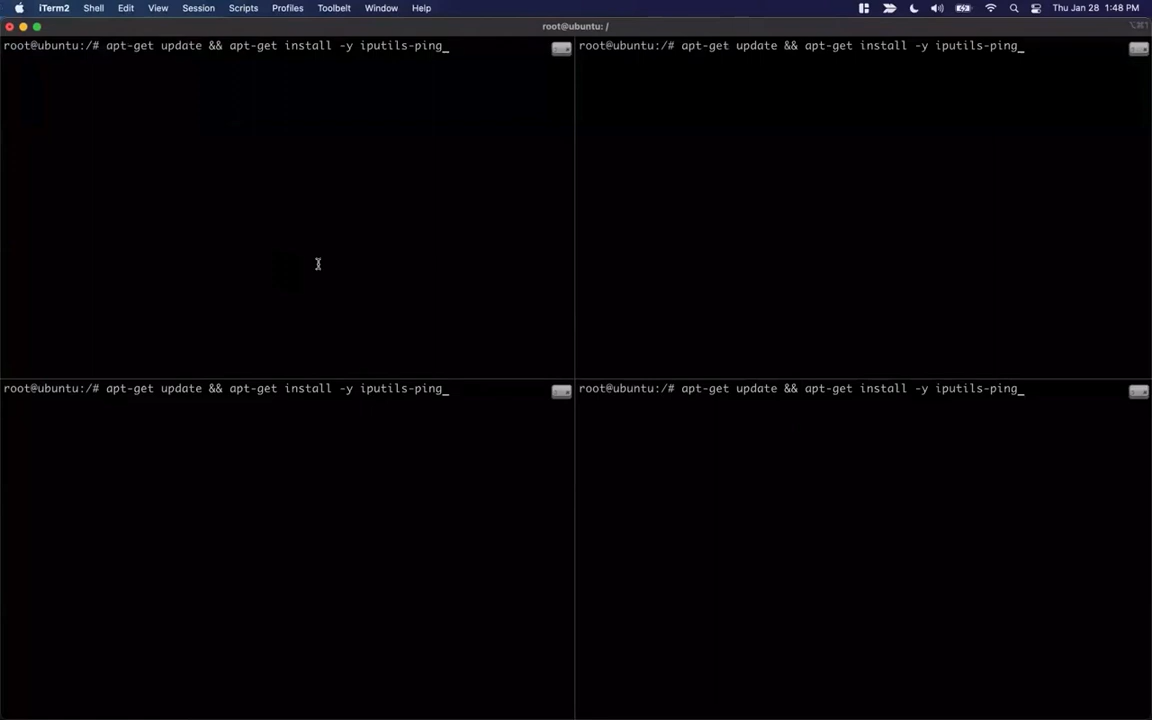 iTerm2 Shell Edit View Session Scripts Profiles Toolbelt Window Help Thu Jan 28 1:48 PM
root@ubuntu: /
root@ubuntu:/# apt-get update && apt-get install -y iputils-ping_
root@ubuntu:/# apt-get update && apt-get install -y iputils-ping_
root@ubuntu:/# apt-get update && apt-get install -y iputils-ping_
root@ubuntu:/# apt-get update && apt-get install -y iputils-ping_